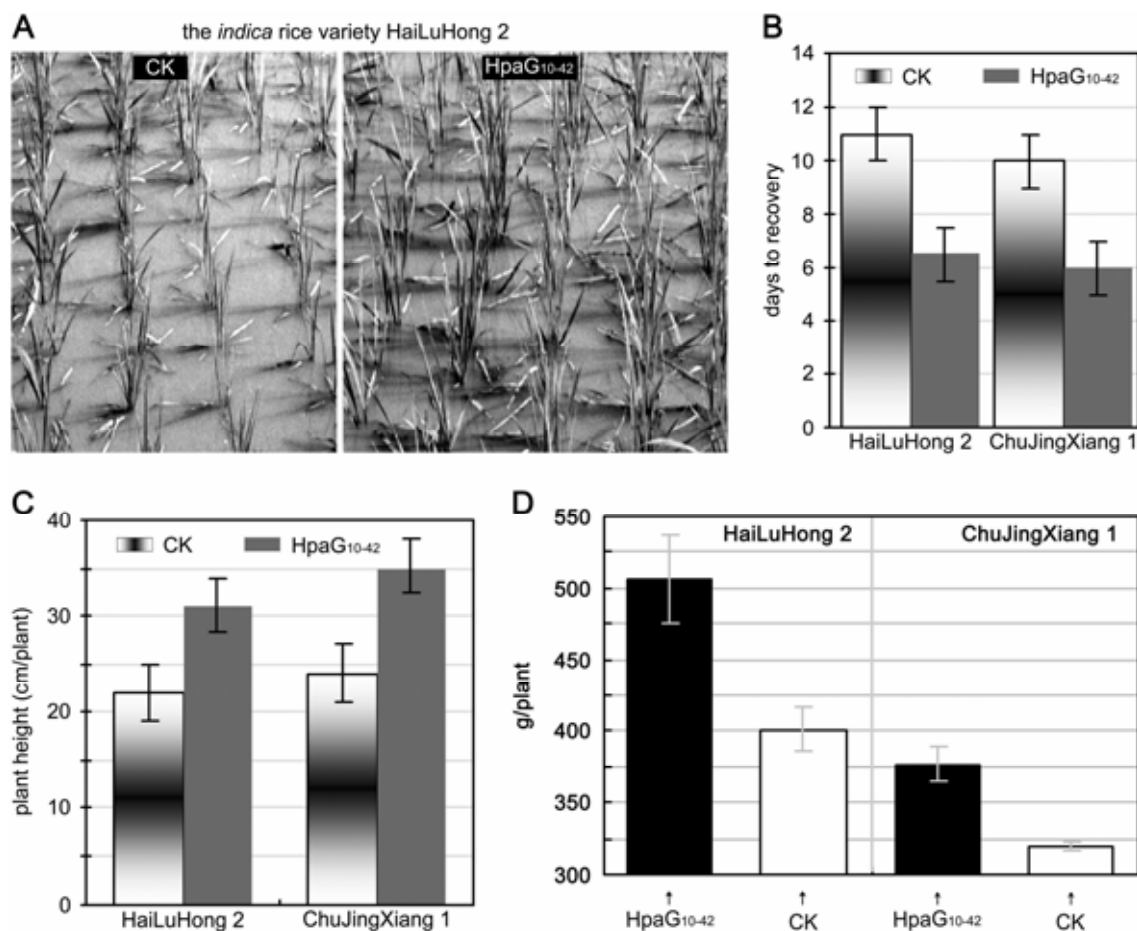 A
the indica rice variety HaiLuHong 2
CK
HpaG10-42
B
14
12
10
8
6
4
2
0
days to recovery
CK
HpaG10-42
HaiLuHong 2
ChuJingXiang 1
C
40
30
20
10
0
plant height (cm/plant)
CK
HpaG10-42
HaiLuHong 2
ChuJingXiang 1
D
550
500
450
400
350
300
g/plant
HaiLuHong 2
ChuJingXiang 1
↑ ↑ ↑ ↑
HpaG10-42 CK HpaG10-42 CK